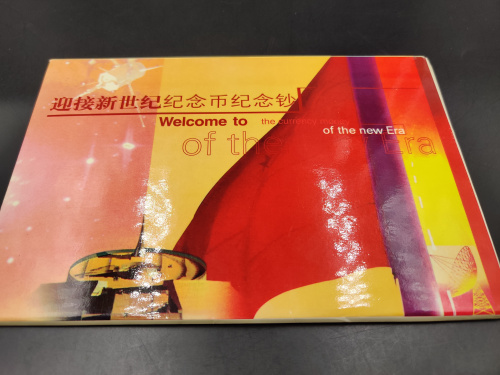 迎接新世纪纪念币纪念钞
Welcome to the currency
of the new Era
of the Era